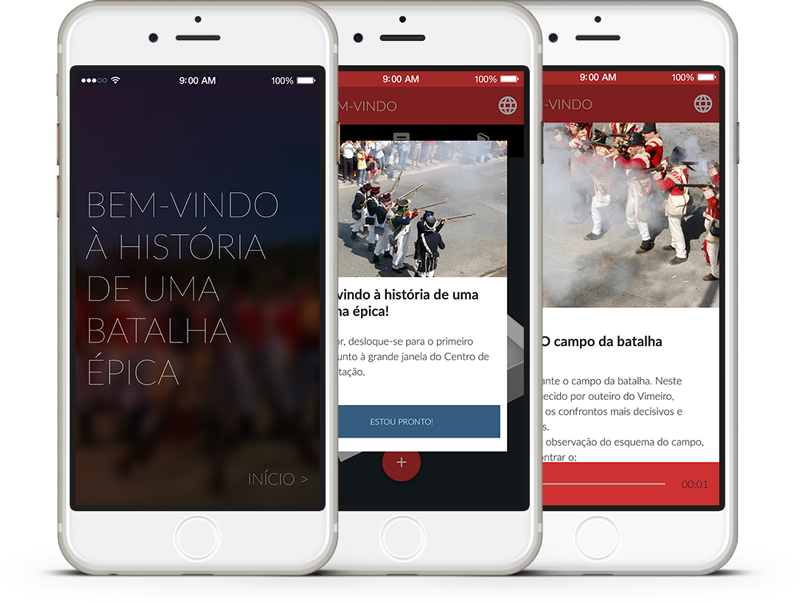 9:00 AM
100%
BEM-VINDO
À HISTÓRIA
DE UMA
BATALHA
ÉPICA
INÍCIO >
9:00 AM
100%
M-VINDO
vindo à história de uma
a épica!
or, desloque-se para o primeiro
unto à grande janela do Centro de
tação.
ESTOU PRONTO!
+
9:00 AM
100%
-VINDO
O campo da batalha
ante o campo da batalha. Neste
hecido por outeiro do Vimeiro,
os confrontos mais decisivos e
s.
observação do esquema do campo,
ontrar o:
00:01